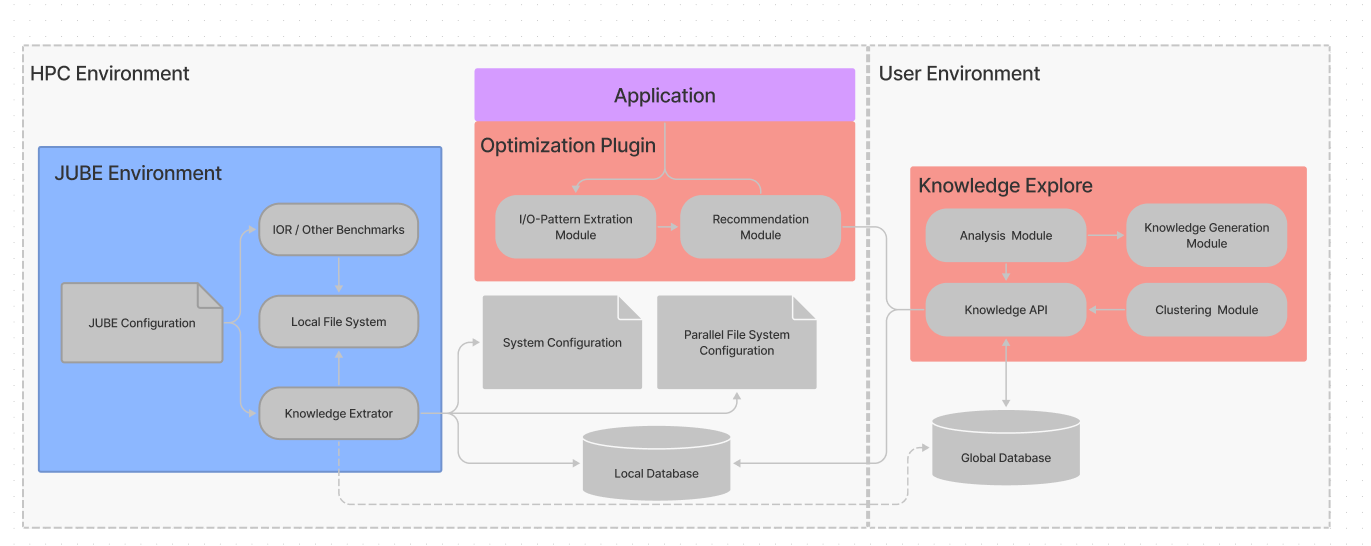 HPC Environment
User Environment
Application
Optimization Plugin
I/O-Pattern Extration
Module
Recommendation
Module
JUBE Environment
IOR / Other Benchmarks
JUBE Configuration
Local File System
Knowledge Extrator
System Configuration
Parallel File System
Configuration
Local Database
Knowledge Explore
Analysis Module
Knowledge Generation
Module
Knowledge API
Clustering Module
Global Database